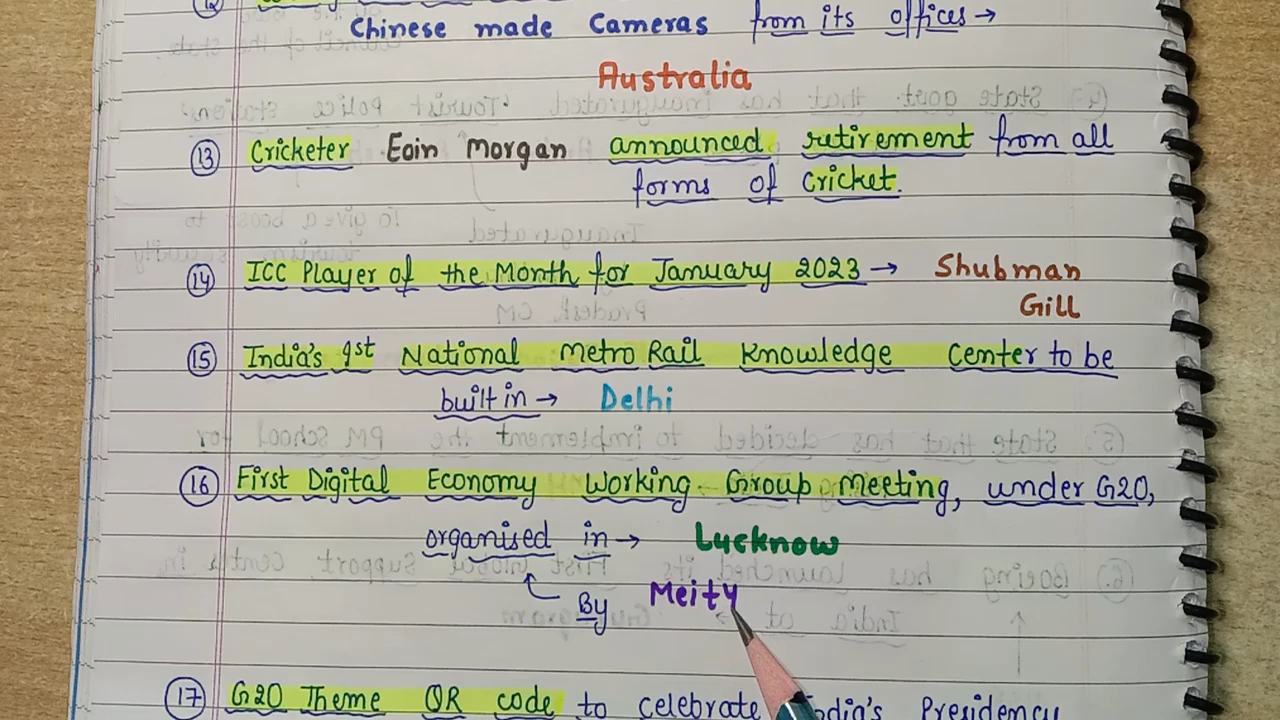 12
Chinese made Cameras from its offices →
Australia
13 Cricketer Eoin Morgan announced retirement from all
forms of Cricket.
14 ICC Player of the Month for January 2023 → Shubman
Gill
15 India's 1st National Metro Rail Knowledge Center to be
built in → Delhi
16 First Digital Economy Working Group Meeting, under G20,
organised in → Lucknow
By Meity
17 G20 Theme QR code to celebrate India's Presidency